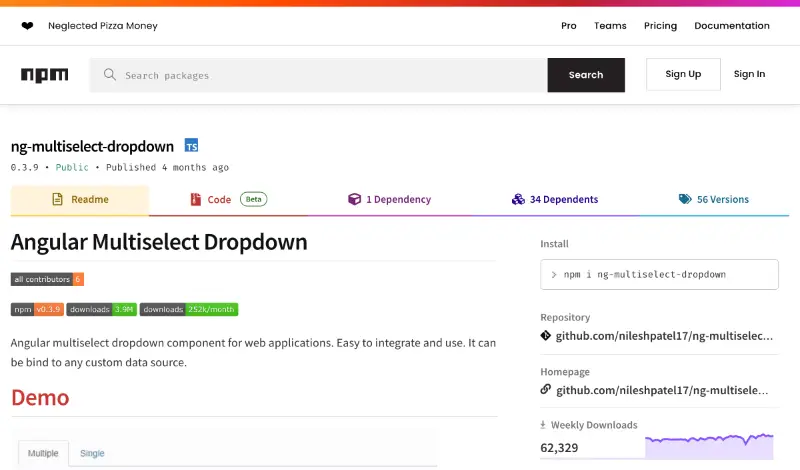 ❤ Neglected Pizza Money
Pro Teams Pricing Documentation
npm
Search packages
Search
Sign Up
Sign In
ng-multiselect-dropdown TS
0.3.9 • Public • Published 4 months ago
Readme
Code Beta
1 Dependency
34 Dependents
56 Versions
Angular Multiselect Dropdown
all contributors 6
npm v0.3.9 downloads 3.9M downloads 252k/month
Angular multiselect dropdown component for web applications. Easy to integrate and use. It can
be bind to any custom data source.
Demo
Multiple Single
Install
> npm i ng-multiselect-dropdown
Repository
github.com/nileshpatel17/ng-multiselec...
Homepage
github.com/nileshpatel17/ng-multisele...
Weekly Downloads
62,329